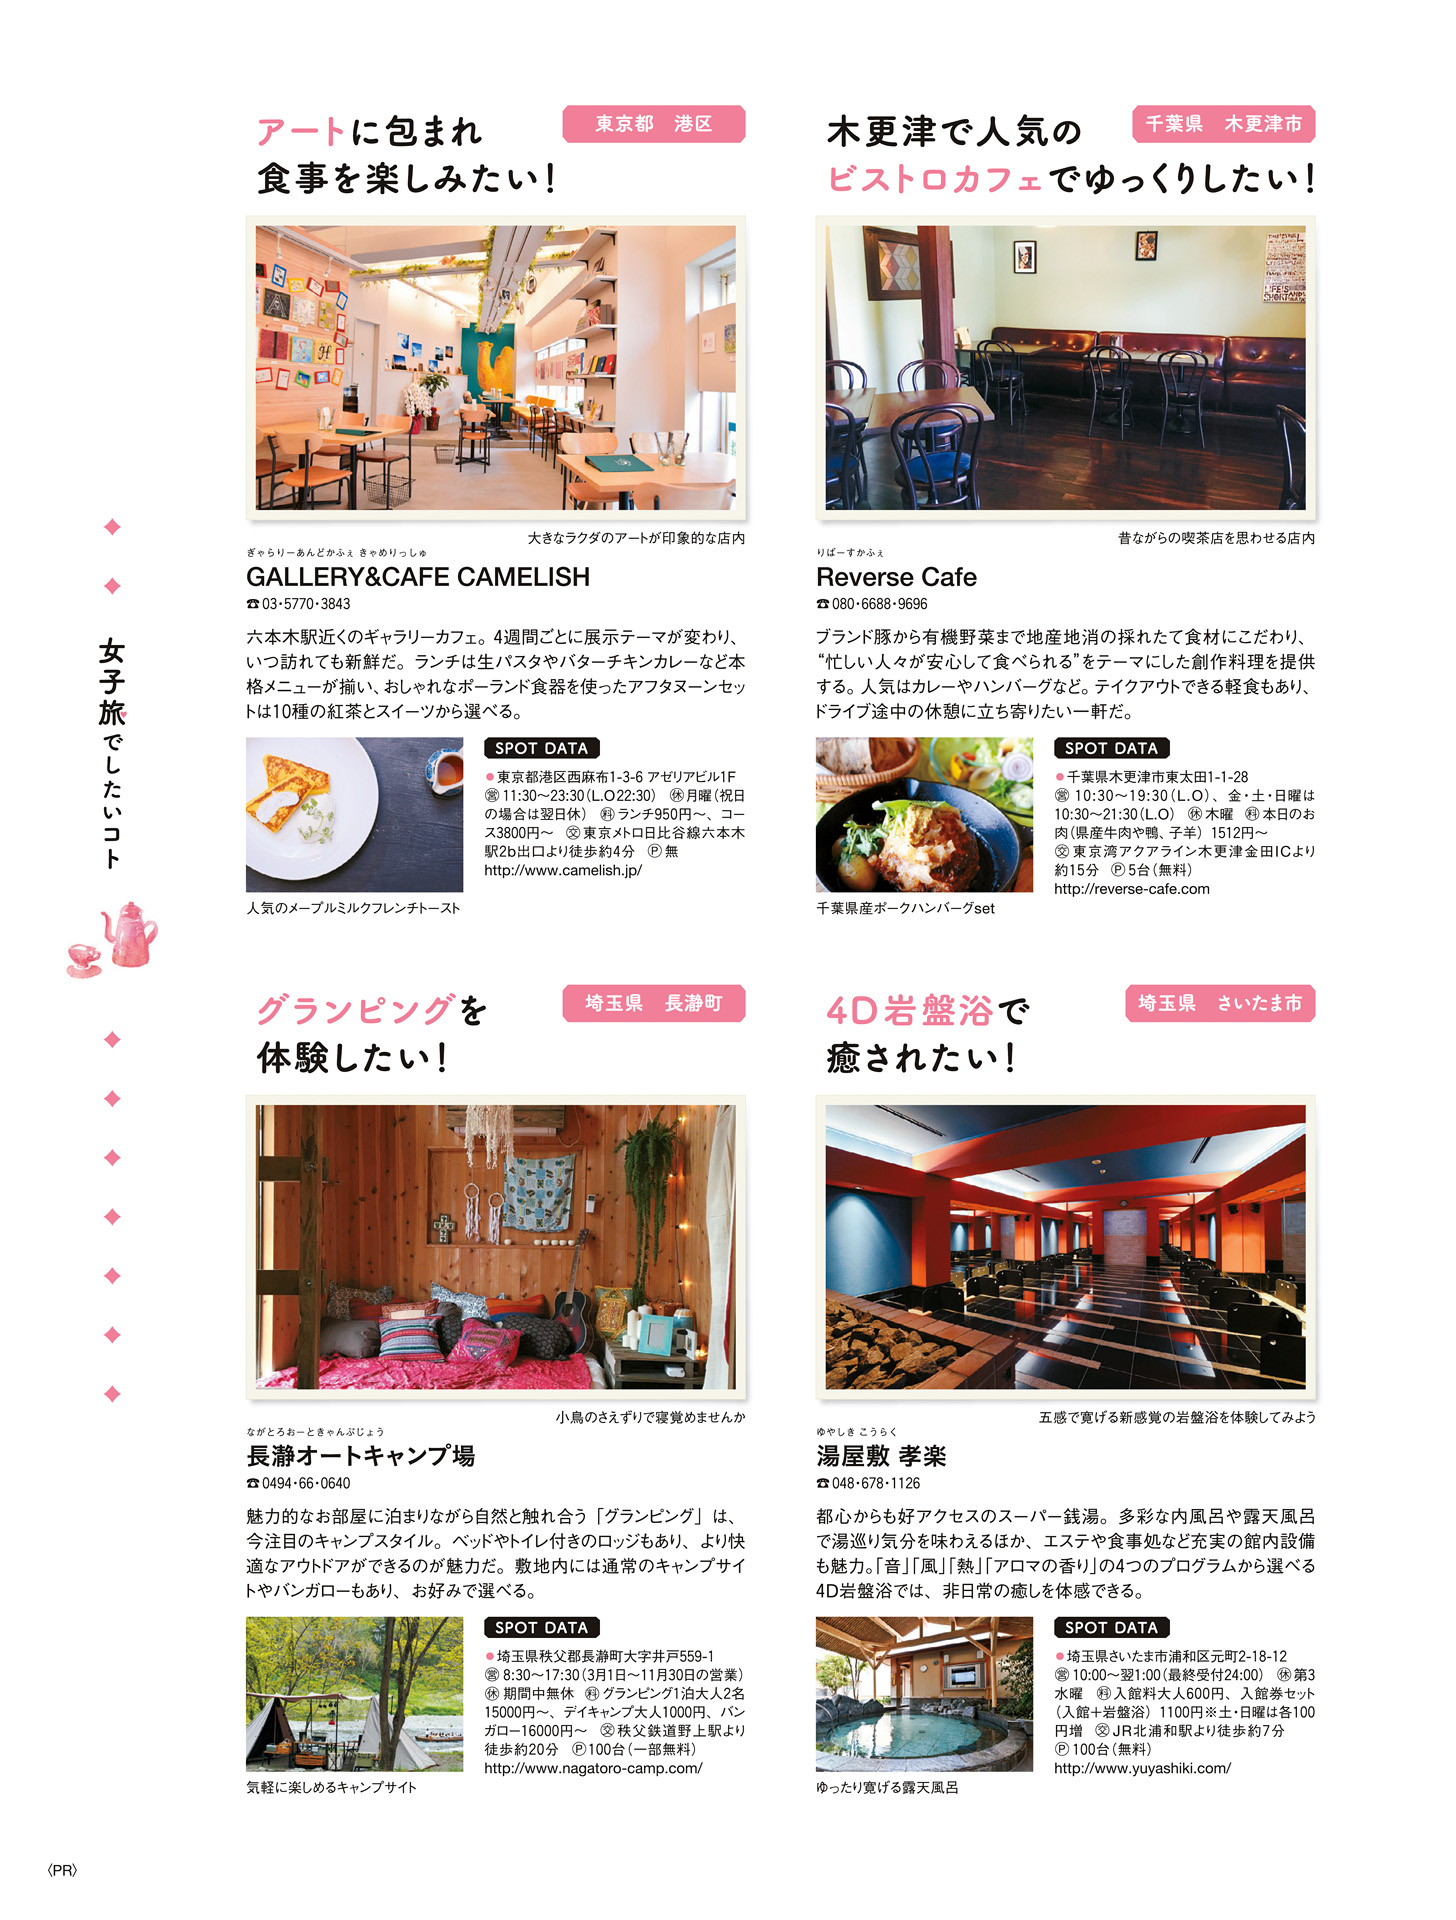 アートに包まれ
食事を楽しみたい！
東京都　港区
大きなラクダのアートが印象的な店内
ぎゃらりーあんどかふぇ きゃめりっしゅ
GALLERY&CAFE CAMELISH
☎03・5770・3843
六本木駅近くのギャラリーカフェ。4週間ごとに展示テーマが変わり、
いつ訪れても新鮮だ。ランチは生パスタやバターチキンカレーなど本
格メニューが揃い、おしゃれなポーランド食器を使ったアフタヌーンセッ
トは10種の紅茶とスイーツから選べる。
人気のメープルミルクフレンチトースト
SPOT DATA
●東京都港区西麻布1-3-6 アゼリアビル1F
㊂営 11:30〜23:30（L.O22:30）　㊡月曜（祝日
の場合は翌日休）　料ランチ950円〜、コー
ス3800円〜　交東京メトロ日比谷線六本木
駅2b出口より徒歩約4分　Ⓟ無
http://www.camelish.jp/
木更津で人気の
ビストロカフェでゆっくりしたい！
千葉県　木更津市
昔ながらの喫茶店を思わせる店内
りばーすかふぇ
Reverse Cafe
☎080・6688・9696
ブランド豚から有機野菜まで地産地消の採れたて食材にこだわり、
“忙しい人々が安心して食べられる”をテーマにした創作料理を提供
する。人気はカレーやハンバーグなど。テイクアウトできる軽食もあり、
ドライブ途中の休憩に立ち寄りたい一軒だ。
千葉県産ポークハンバーグset
SPOT DATA
●千葉県木更津市東太田1-1-28
営 10:30〜19:30（L.O）、金・土・日曜は
10:30〜21:30（L.O）　㊡木曜　料本日のお
肉（県産牛肉や鴨、子羊） 1512円〜
交東京湾アクアライン木更津金田ICより
約15分　Ⓟ5台（無料）
http://reverse-cafe.com
女子旅でしたいコト
グランピングを
体験したい！
埼玉県　長瀞町
小鳥のさえずりで寝覚めませんか
ながとろおーときゃんぷじょう
長瀞オートキャンプ場
☎0494・66・0640
魅力的なお部屋に泊まりながら自然と触れ合う「グランピング」は、
今注目のキャンプスタイル。ベッドやトイレ付きのロッジもあり、より快
適なアウトドアができるのが魅力だ。敷地内には通常のキャンプサイ
トやバンガローもあり、お好みで選べる。
気軽に楽しめるキャンプサイト
SPOT DATA
●埼玉県秩父郡長瀞町大字井戸559-1
営8:30〜17:30（3月1日〜11月30日の営業）
㊡期間中無休　料グランピング1泊大人2名
15000円〜、デイキャンプ大人1000円、バン
ガロー16000円〜　交秩父鉄道野上駅より
徒歩約20分　Ⓟ100台（一部無料）
http://www.nagatoro-camp.com/
4D岩盤浴で
癒されたい！
埼玉県　さいたま市
五感で寛げる新感覚の岩盤浴を体験してみよう
ゆやしき こうらく
湯屋敷 孝楽
☎048・678・1126
都心からも好アクセスのスーパー銭湯。多彩な内風呂や露天風呂
で湯巡り気分を味わえるほか、エステや食事処など充実の館内設備
も魅力。「音」「風」「熱」「アロマの香り」の4つのプログラムから選べる
4D岩盤浴では、非日常の癒しを体感できる。
ゆったり寛げる露天風呂
SPOT DATA
●埼玉県さいたま市浦和区元町2-18-12
営10:00〜翌1:00（最終受付24:00）　㊡第3
水曜　料入館料大人600円、入館券セット
（入館＋岩盤浴） 1100円※土・日曜は各100
円増　交JR北浦和駅より徒歩約7分
Ⓟ100台（無料）
http://www.yuyashiki.com/
〈PR〉